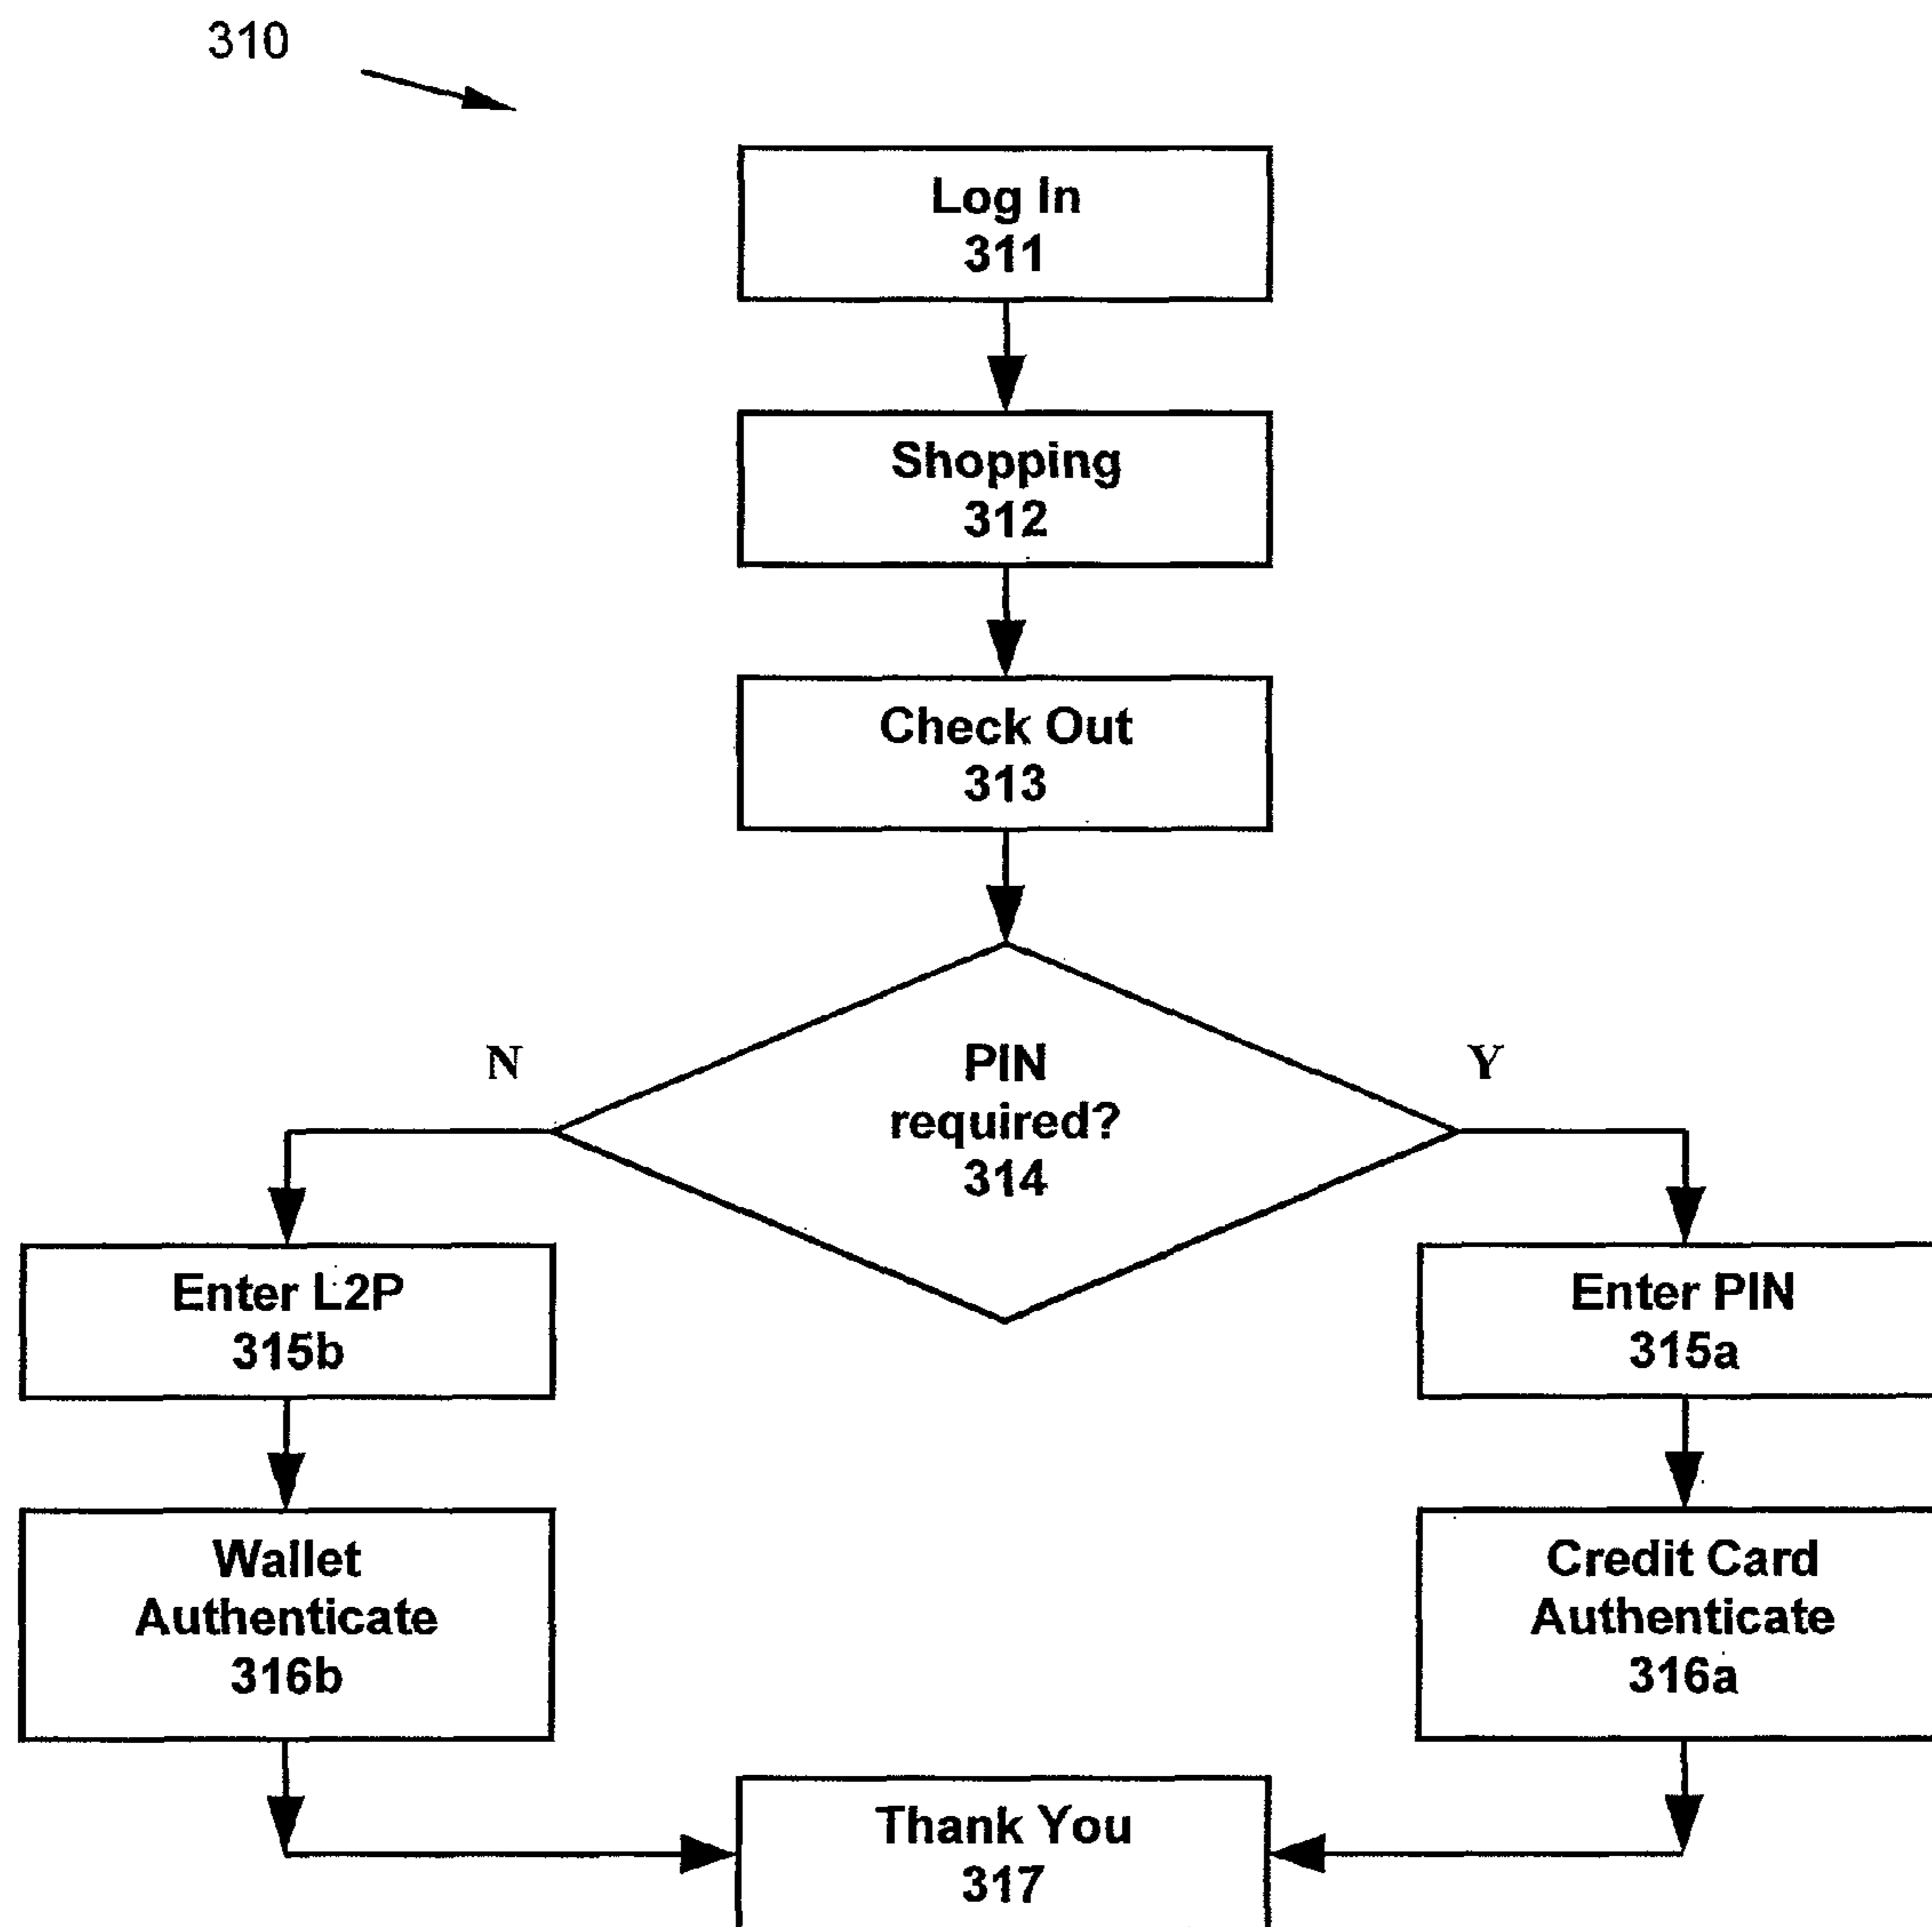 310
Log In
311
Shopping
312
Check Out
313
N
PIN
required?
314
Y
Enter L2P
315b
Enter PIN
315a
Wallet
Authenticate
316b
Credit Card
Authenticate
316a
Thank You
317